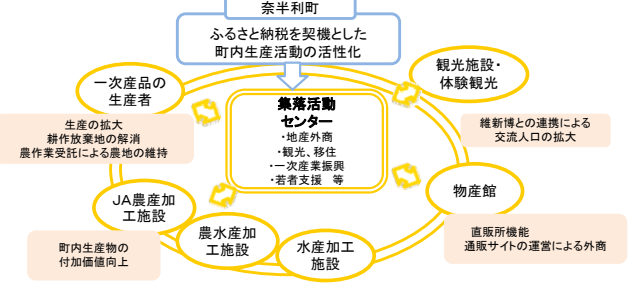 奈半利町
ふるさと納税を契機とした
町内生産活動の活性化
一次産品の
生産者
観光施設・
体験観光
集落活動
センター
・地産外商
・観光、移住
・一次産業振興
・若者支援　等
生産の拡大
耕作放棄地の解消
農作業受託による農地の維持
維新博との連携による
交流人口の拡大
JA農産加
工施設
農水産加
工施設
水産加工
施設
物産館
町内生産物の
付加価値向上
直販所機能
通販サイトの運営による外商